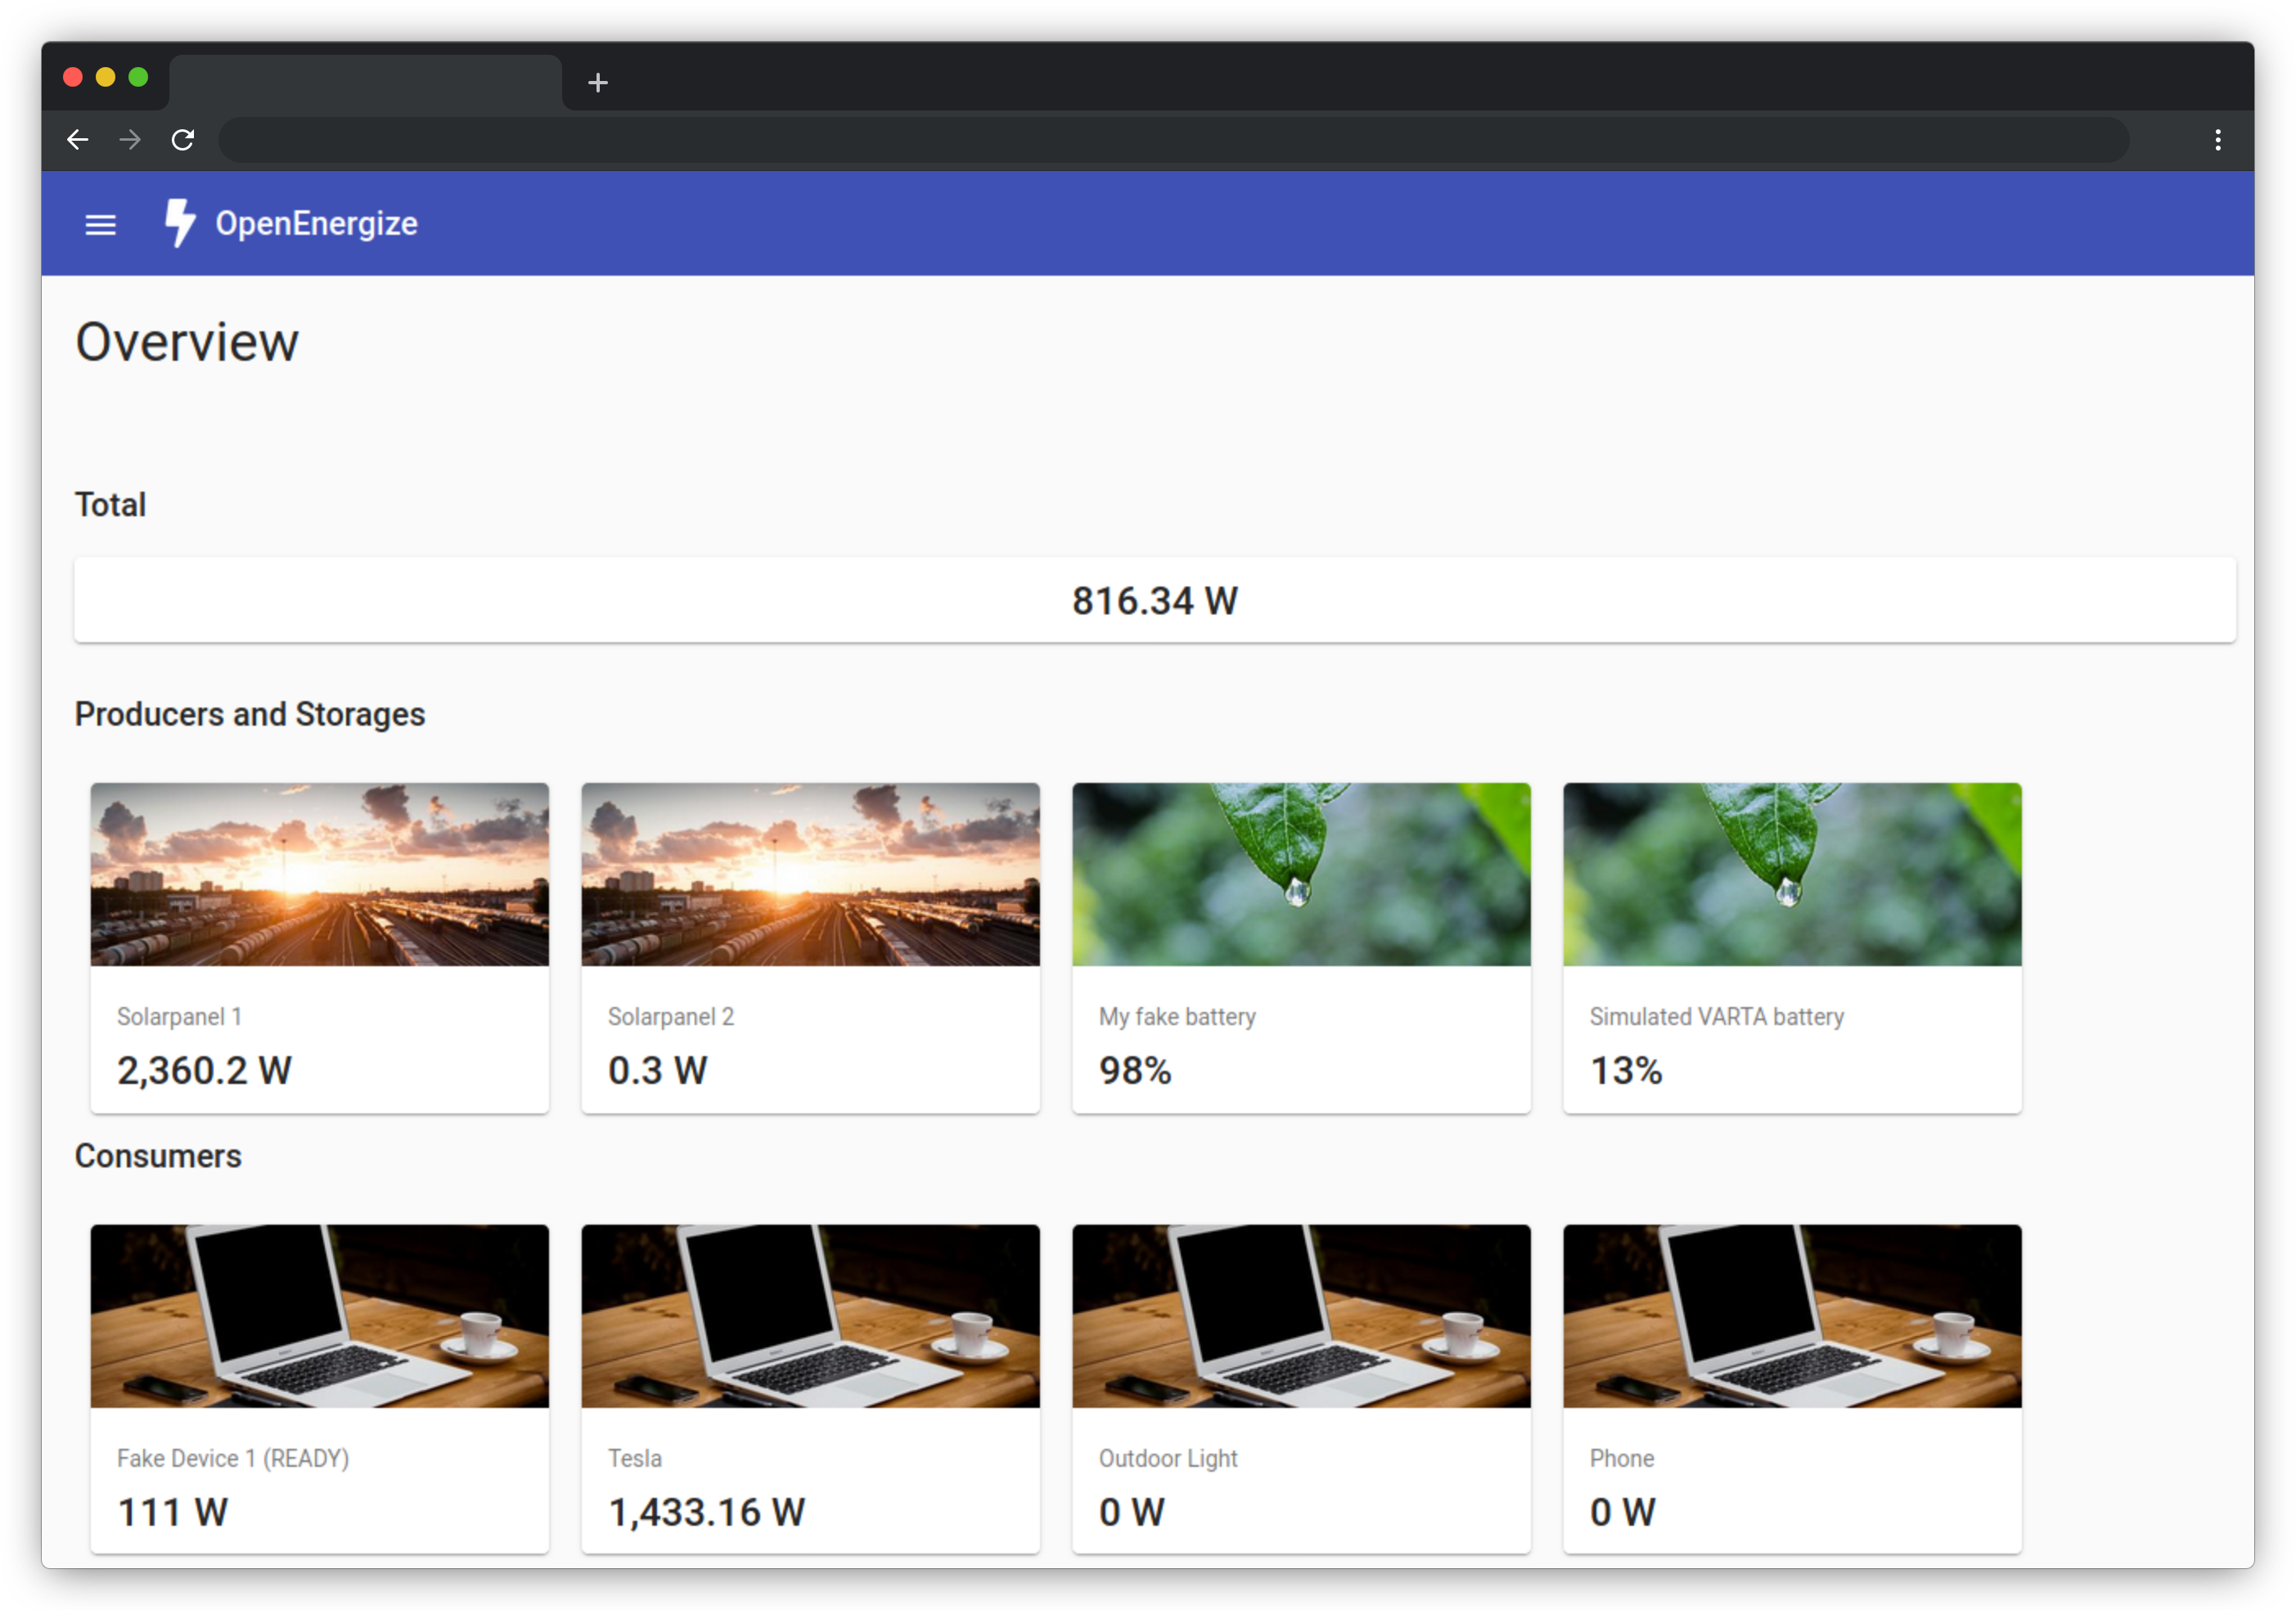 OpenEnergize
Overview
Total
816.34 W
Producers and Storages
Solarpanel 1
2,360.2 W
Solarpanel 2
0.3 W
My fake battery
98%
Simulated VARTA battery
13%
Consumers
Fake Device 1 (READY)
111 W
Tesla
1,433.16 W
Outdoor Light
0 W
Phone
0 W